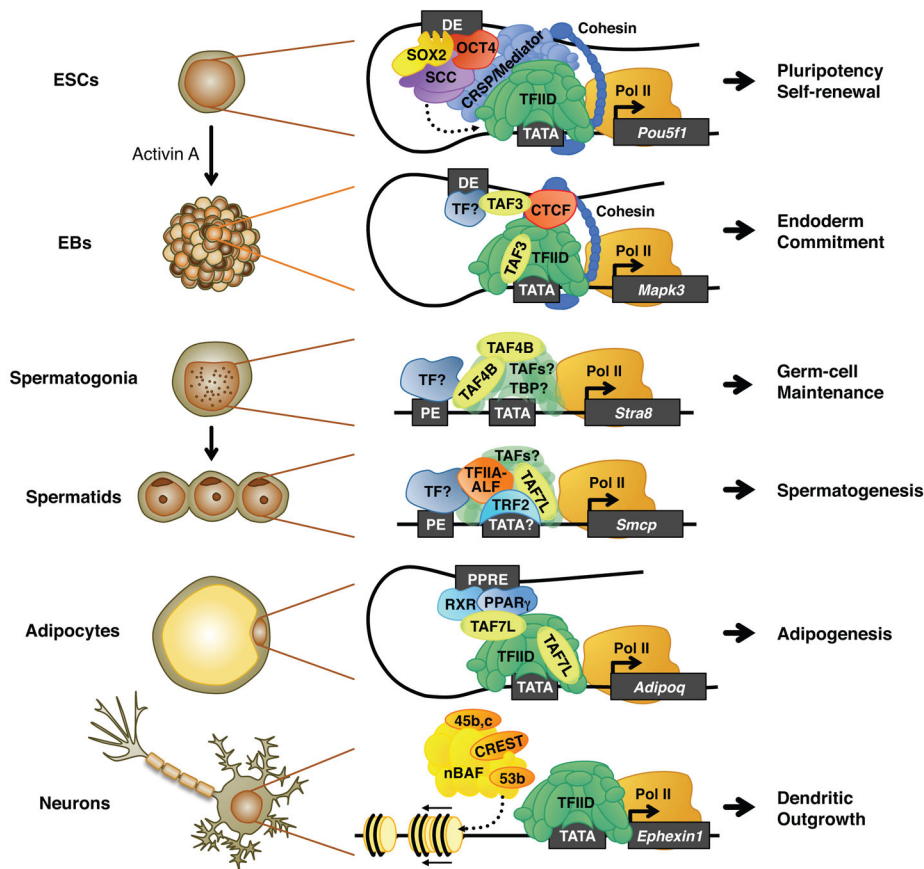 ESCs
DE
SOX2
OCT4
SCC
CRSP/Mediator
Cohesin
TFIID
TATA
Pol II
Pou5f1
Pluripotency
Self-renewal
Activin A
EBs
DE
TF?
TAF3
CTCF
Cohesin
TAF3
TFIID
TATA
Pol II
Mapk3
Endoderm
Commitment
Spermatogonia
TF?
TAF4B
TAF4B
TAFs?
TBP?
PE
TATA
Pol II
Stra8
Germ-cell
Maintenance
Spermatids
TF?
TAFs?
TFIIA-
ALF
TAF7L
TRF2
PE
TATA?
Pol II
Smcp
Spermatogenesis
Adipocytes
PPRE
RXR
PPARγ
TAF7L
TFIID
TAF7L
TATA
Pol II
Adipoq
Adipogenesis
Neurons
45b,c
CREST
nBAF
53b
TFIID
TATA
Pol II
Ephexin1
Dendritic
Outgrowth